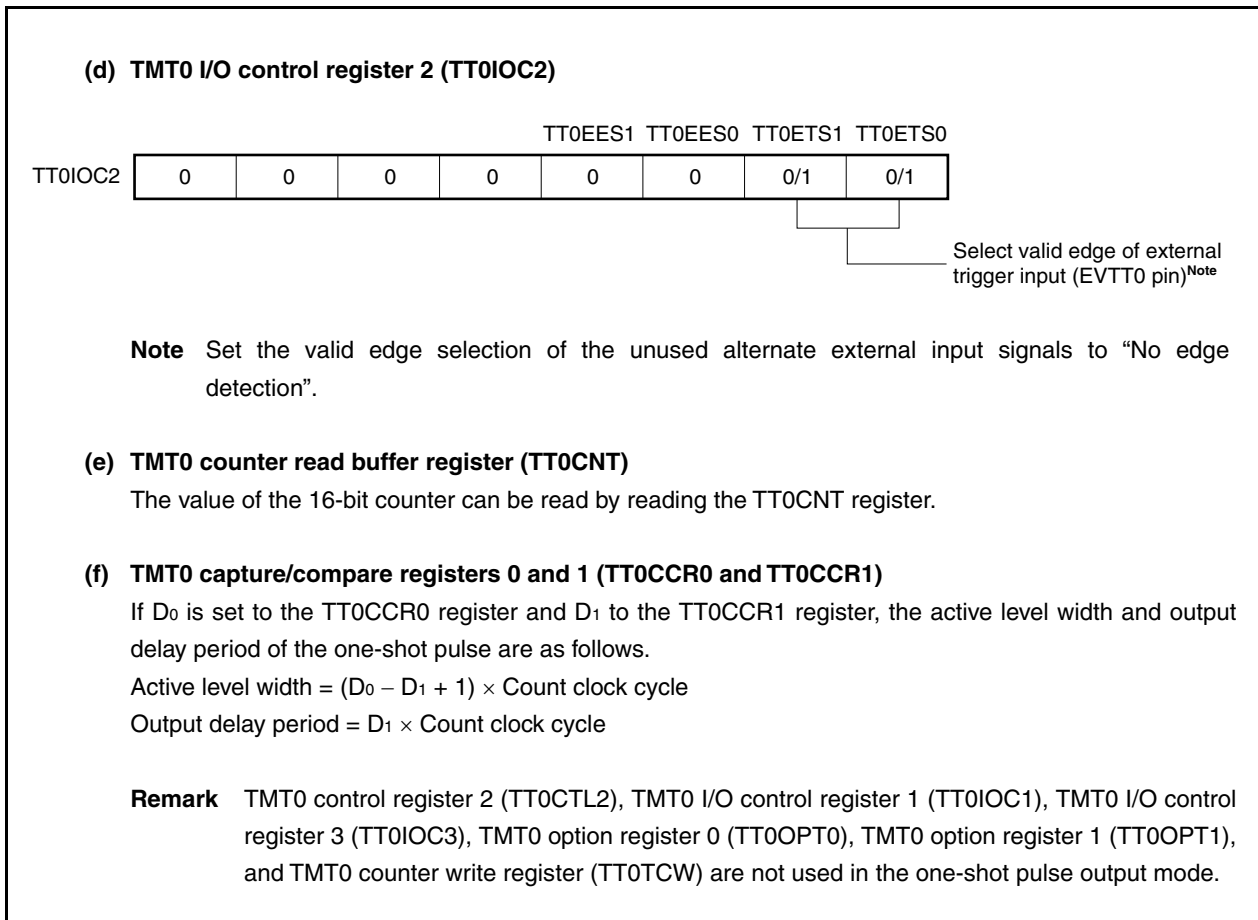 (d) TMT0 I/O control register 2 (TT0IOC2)
TT0EES1 TT0EES0 TT0ETS1 TT0ETS0
TT0IOC2 0 0 0 0 0 0 0/1 0/1
Select valid edge of external
trigger input (EVTT0 pin)Note
Note Set the valid edge selection of the unused alternate external input signals to “No edge
detection”.
(e) TMT0 counter read buffer register (TT0CNT)
The value of the 16-bit counter can be read by reading the TT0CNT register.
(f) TMT0 capture/compare registers 0 and 1 (TT0CCR0 and TT0CCR1)
If D0 is set to the TT0CCR0 register and D1 to the TT0CCR1 register, the active level width and output
delay period of the one-shot pulse are as follows.
Active level width = (D0 − D1 + 1) × Count clock cycle
Output delay period = D1 × Count clock cycle
Remark TMT0 control register 2 (TT0CTL2), TMT0 I/O control register 1 (TT0IOC1), TMT0 I/O control
register 3 (TT0IOC3), TMT0 option register 0 (TT0OPT0), TMT0 option register 1 (TT0OPT1),
and TMT0 counter write register (TT0TCW) are not used in the one-shot pulse output mode.